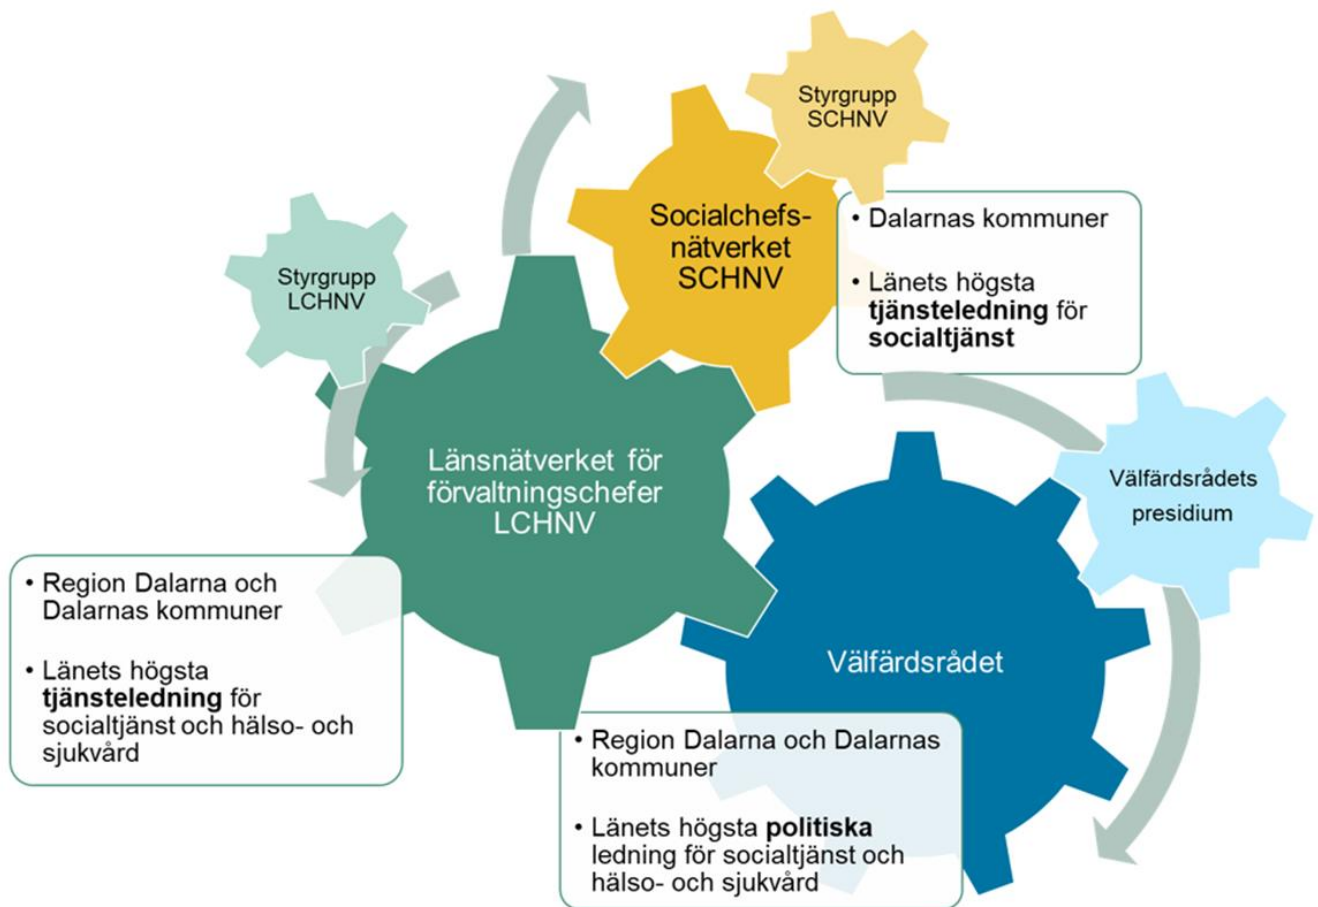 Styrgrupp
SCHNV
Socialchefs-
nätverket
SCHNV
• Dalarnas kommuner
• Länets högsta
tjänsteledning för
socialtjänst
Styrgrupp
LCHNV
Länsnätverket för
förvaltningschefer
LCHNV
Välfärdsrådets
presidium
• Region Dalarna och
Dalarnas kommuner
• Länets högsta
tjänsteledning för
socialtjänst och hälso- och
sjukvård
Välfärdsrådet
• Region Dalarna och Dalarnas
kommuner
• Länets högsta politiska
ledning för socialtjänst och
hälso- och sjukvård